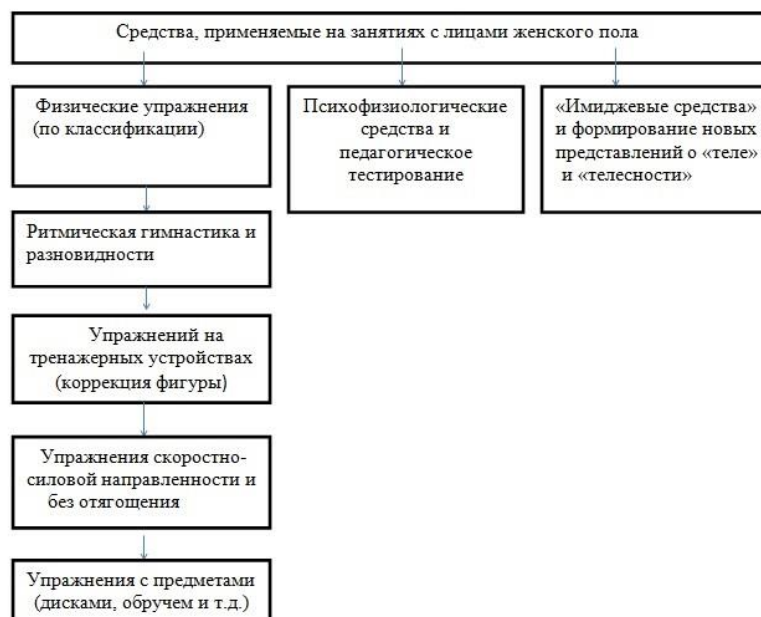 Средства, применяемые на занятиях с лицами женского пола
Физические упражнения
(по классификации)
Психофизиологические
средства и
педагогическое
тестирование
«Имиджевые средства»
и формирование новых
представлений о «теле»
и «телесности»
Ритмическая гимнастика и
разновидности
Упражнений на
тренажерных устройствах
(коррекция фигуры)
Упражнения скоростно-
силовой направленности и
без отягощения
Упражнения с предметами
(дисками, обручем и т.д.)